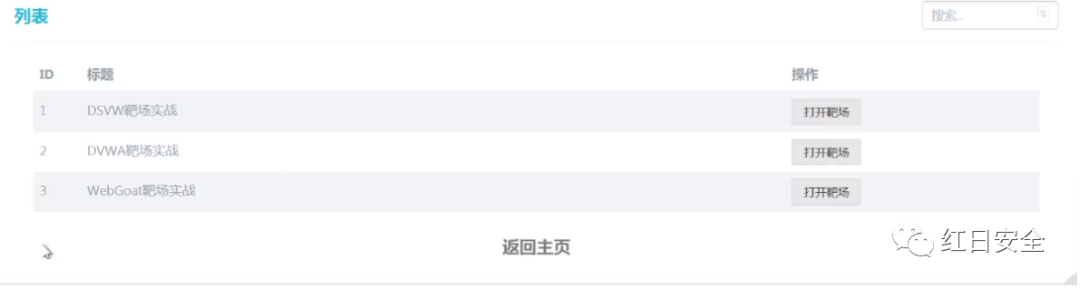 列表
搜索...
ID 标题 操作
1 DSVW靶场实战 打开靶场
2 DVWA靶场实战 打开靶场
3 WebGoat靶场实战 打开靶场
返回主页
红日安全